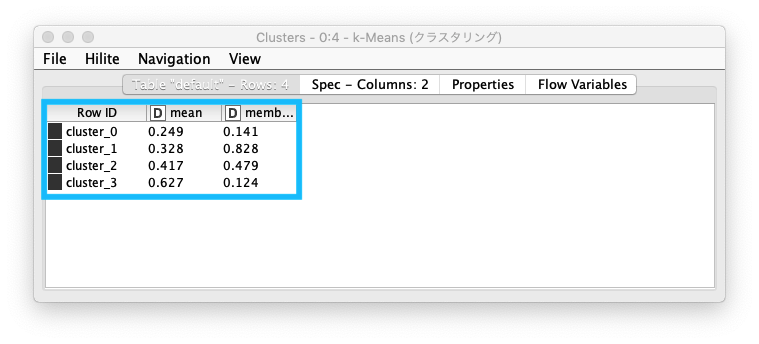 Clusters - 0:4 - k-Means (クラスタリング)
File Hilite Navigation View
Table "default" - Rows: 4 Spec - Columns: 2 Properties Flow Variables
Row ID D mean D memb...
cluster_0 0.249 0.141
cluster_1 0.328 0.828
cluster_2 0.417 0.479
cluster_3 0.627 0.124